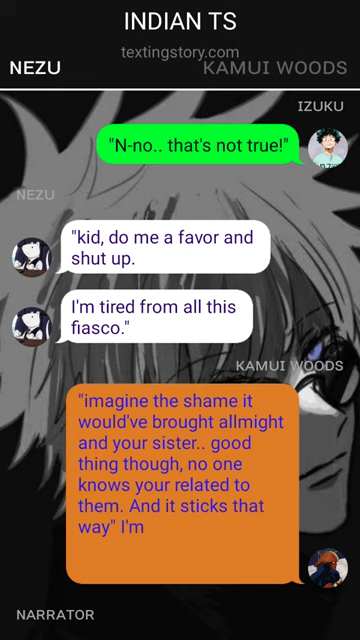 INDIAN TS
textingstory.com
NEZU KAMUI WOODS
IZUKU
"N-no.. that's not true!"
NEZU
"kid, do me a favor and
shut up.
I'm tired from all this
fiasco."
KAMUI WOODS
"imagine the shame it
would've brought allmight
and your sister.. good
thing though, no one
knows your related to
them. And it sticks that
way" I'm
NARRATOR